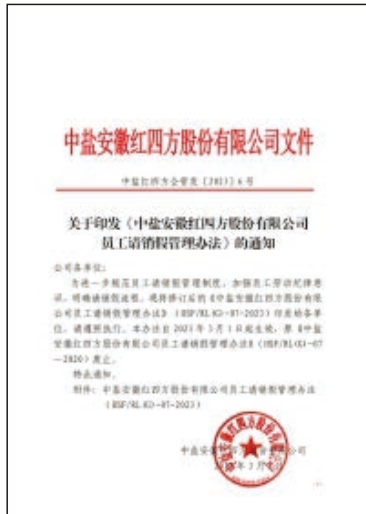 中盐安徽红四方股份有限公司文件
中盐红四方企管发〔2023〕6号
关于印发《中盐安徽红四方股份有限公司
员工请销假管理办法》的通知
公司各单位:
为进一步规范员工请销假管理制度,加强员工劳动纪律意
识,明确请销假流程,现将修订后的《中盐安徽红四方股份有限
公司员工请销假管理办法》(HSF/RL(G)-07-2023)印发给各单
位,请遵照执行。本办法自2023年3月1日起生效,原《中盐
安徽红四方股份有限公司员工请销假管理办法》(HSF/RL(G)-07
-2020)废止。
特此通知。
附件:中盐安徽红四方股份有限公司员工请销假管理办法
(HSF/RL(G)-07-2023)
中盐安徽红四方股份有限公司
年3月